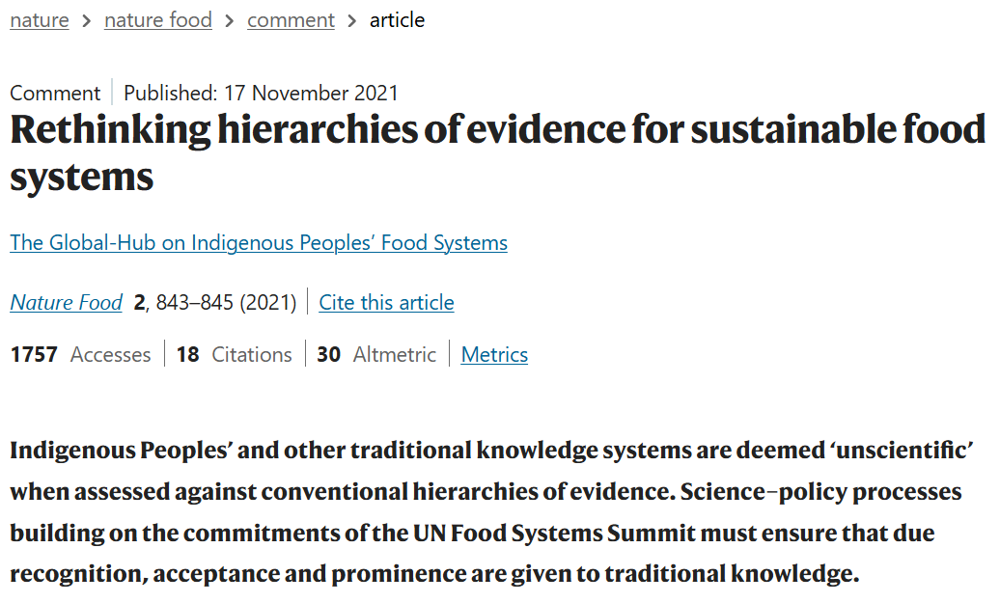 nature > nature food > comment > article
Comment | Published: 17 November 2021
Rethinking hierarchies of evidence for sustainable food
systems
The Global-Hub on Indigenous Peoples’ Food Systems
Nature Food 2, 843–845 (2021) | Cite this article
1757 Accesses | 18 Citations | 30 Altmetric | Metrics
Indigenous Peoples’ and other traditional knowledge systems are deemed ‘unscientific’
when assessed against conventional hierarchies of evidence. Science–policy processes
building on the commitments of the UN Food Systems Summit must ensure that due
recognition, acceptance and prominence are given to traditional knowledge.